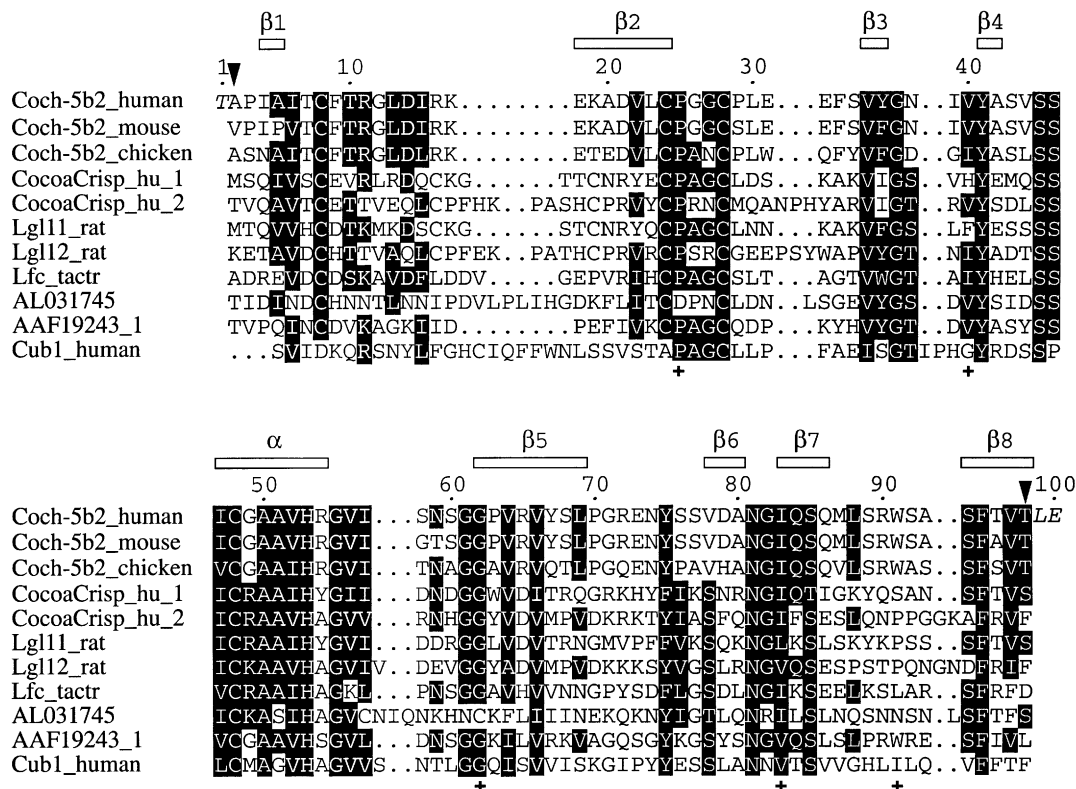 β1 β2 β3 β4
1 10 20 30 40
Coch-5b2_human TAPIAITCFTRGLDIRK........EKADVLCPGGCPLE...EFSVYGN..IVYASVSS
Coch-5b2_mouse VPIPVTCFTRGLDIRK........EKADVLCPGGCSLE...EFSVFGN..IVYASVSS
Coch-5b2_chicken ASNAITCFTRGLDLRK........ETEDVLCPANCPLW...QFYVFGD..GIYASLSS
CocoaCrisp_hu_1 MSQIVSCEVRLRDQCKG.......TTCNRYECPAGCLDS...KAKVIGS..VHYEMQSS
CocoaCrisp_hu_2 TVQAVTCETTVEQLCPFHK..PASHCPRVYCPRNCMQANPHYARVIGT..RVYSDLSS
Lgl11_rat MTQVVHCDTKMKDSCKG.......STCNRYQCPAGCLNN...KAKVFGS..LFYESSSS
Lgl12_rat KETAVDCHTTVAQLCPFEK..PATHCPRVRCPSRCGEEPSYWAPVYGT..NIYADTSS
Lfc_tactr ADREVDCDSKAVDFLDDV......GEPVRIHCPAGCSLT...AGTVWGT..AIYHELSS
AL031745 TIDINDCHNNTLNNIPDVLPLIHGDKFLITCDPNCLDN..LSGEVYGS..DVYSIDSS
AAF19243_1 TVPQINCDVKAGKIID........PEFIVKCPAGCQDP...KYHVYGT..DVYASYSS
Cub1_human ...SVIDKQRSNYLFGHCIQFFWNLSSVSTAPAGCLLP...FAEISGTIPHGYRDSSP
+ +
α β5 β6 β7 β8
50 60 70 80 90 100
Coch-5b2_human ICGAAVHRGVI...SNSGGPVRVYSLPGRENYSSVDANGIQSQMLSRWSA..SFTVTLE
Coch-5b2_mouse ICGAAVHRGVI...GTSGGPVRVYSLPGRENYSSVDANGIQSQMLSRWSA..SFAVT
Coch-5b2_chicken VCGAAIHRGVI...TNAGGAVRVQTLPGQENYPAVHANGIQSQVLSRWAS..SFSVT
CocoaCrisp_hu_1 ICRAAIHYGII...DNDGGWVDITRQGRKHYFIKSNRNGIQTIGKYQSAN..SFTVS
CocoaCrisp_hu_2 ICRAAVHAGVV...RNHGGYVDVMPVDKRKTYIASFQNGIFSESLQNPPGGKAFRVF
Lgl11_rat ICRAAIHYGVI...DDRGGLVDVTRNGMVPFFVKSQKNGLKSLSKYKPSS..SFTVS
Lgl12_rat ICKAAVHAGVIV..DEVGGYADVMPVDKKKSYVGSLRNGVQSESPSTPQNGNDFRIF
Lfc_tactr VCRAAIHAGKL...PNSGGAVHVVNNGPYSDFLGSDLNGIKSEELKSLAR..SFRFD
AL031745 ICKASIHAGVCNIQNKHNCKFLIIINEKQKNYIGTLQNRILSLNQSNNSN.LSFTFS
AAF19243_1 VCGAAVHSGVL...DNSGGKILVRKVAGQSGYKGSYSNGVQSLSLPRWRE..SFIVL
Cub1_human LCMAGVHAGVVS..NTLGGQISVVISKGIPYYESSLANNVTSVVGHLILQ..VFFTF
+ + +